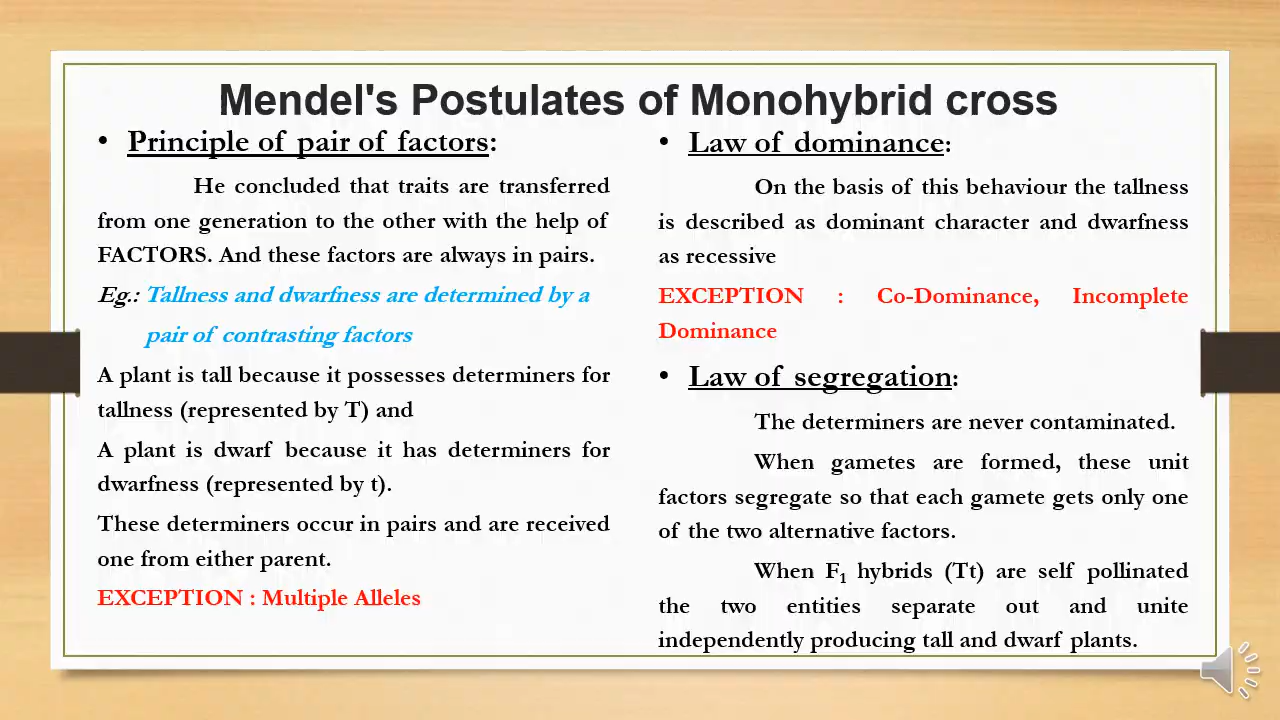 Mendel's Postulates of Monohybrid cross
• Principle of pair of factors:
He concluded that traits are transferred
from one generation to the other with the help of
FACTORS. And these factors are always in pairs.
Eg.: Tallness and dwarfness are determined by a
pair of contrasting factors
A plant is tall because it possesses determiners for
tallness (represented by T) and
A plant is dwarf because it has determiners for
dwarfness (represented by t).
These determiners occur in pairs and are received
one from either parent.
EXCEPTION : Multiple Alleles
• Law of dominance:
On the basis of this behaviour the tallness
is described as dominant character and dwarfness
as recessive
EXCEPTION : Co-Dominance, Incomplete
Dominance
• Law of segregation:
The determiners are never contaminated.
When gametes are formed, these unit
factors segregate so that each gamete gets only one
of the two alternative factors.
When F₁ hybrids (Tt) are self pollinated
the two entities separate out and unite
independently producing tall and dwarf plants.